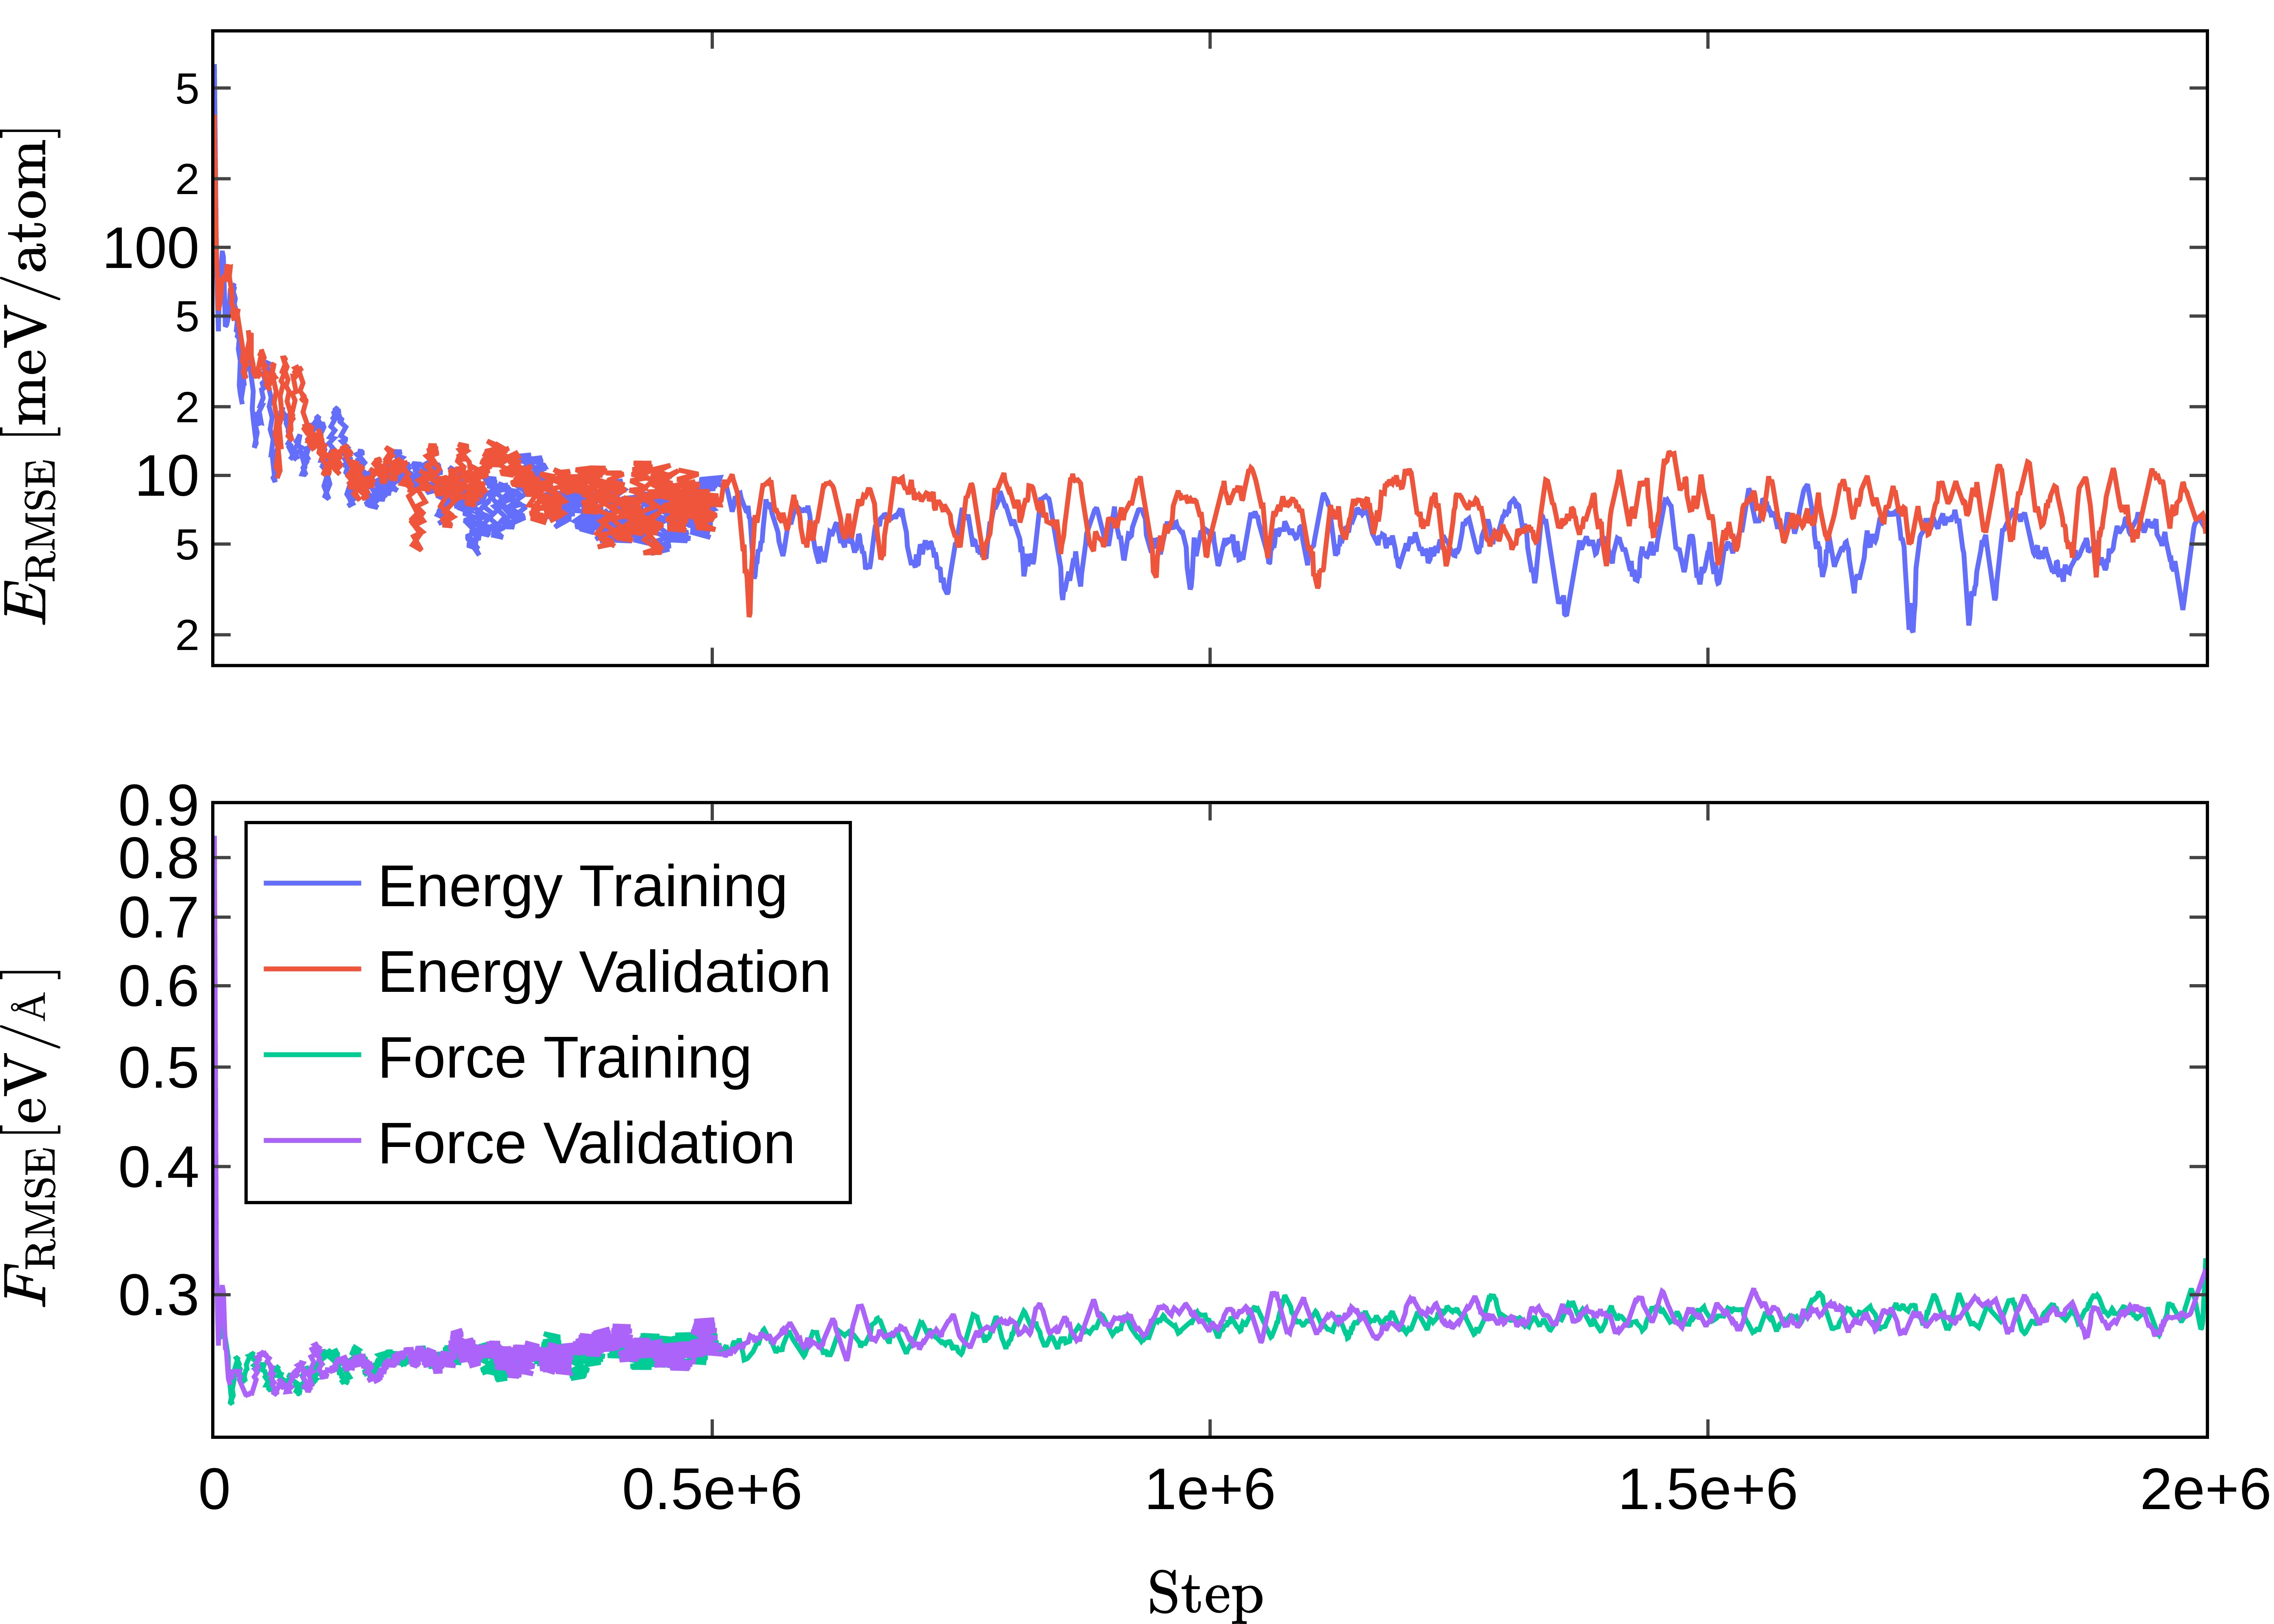 E_RMSE [meV/atom]
5
2
100
5
2
10
5
2
F_RMSE [eV/Å]
0.9
0.8
0.7
0.6
0.5
0.4
0.3
Energy Training
Energy Validation
Force Training
Force Validation
0 0.5e+6 1e+6 1.5e+6 2e+6
Step